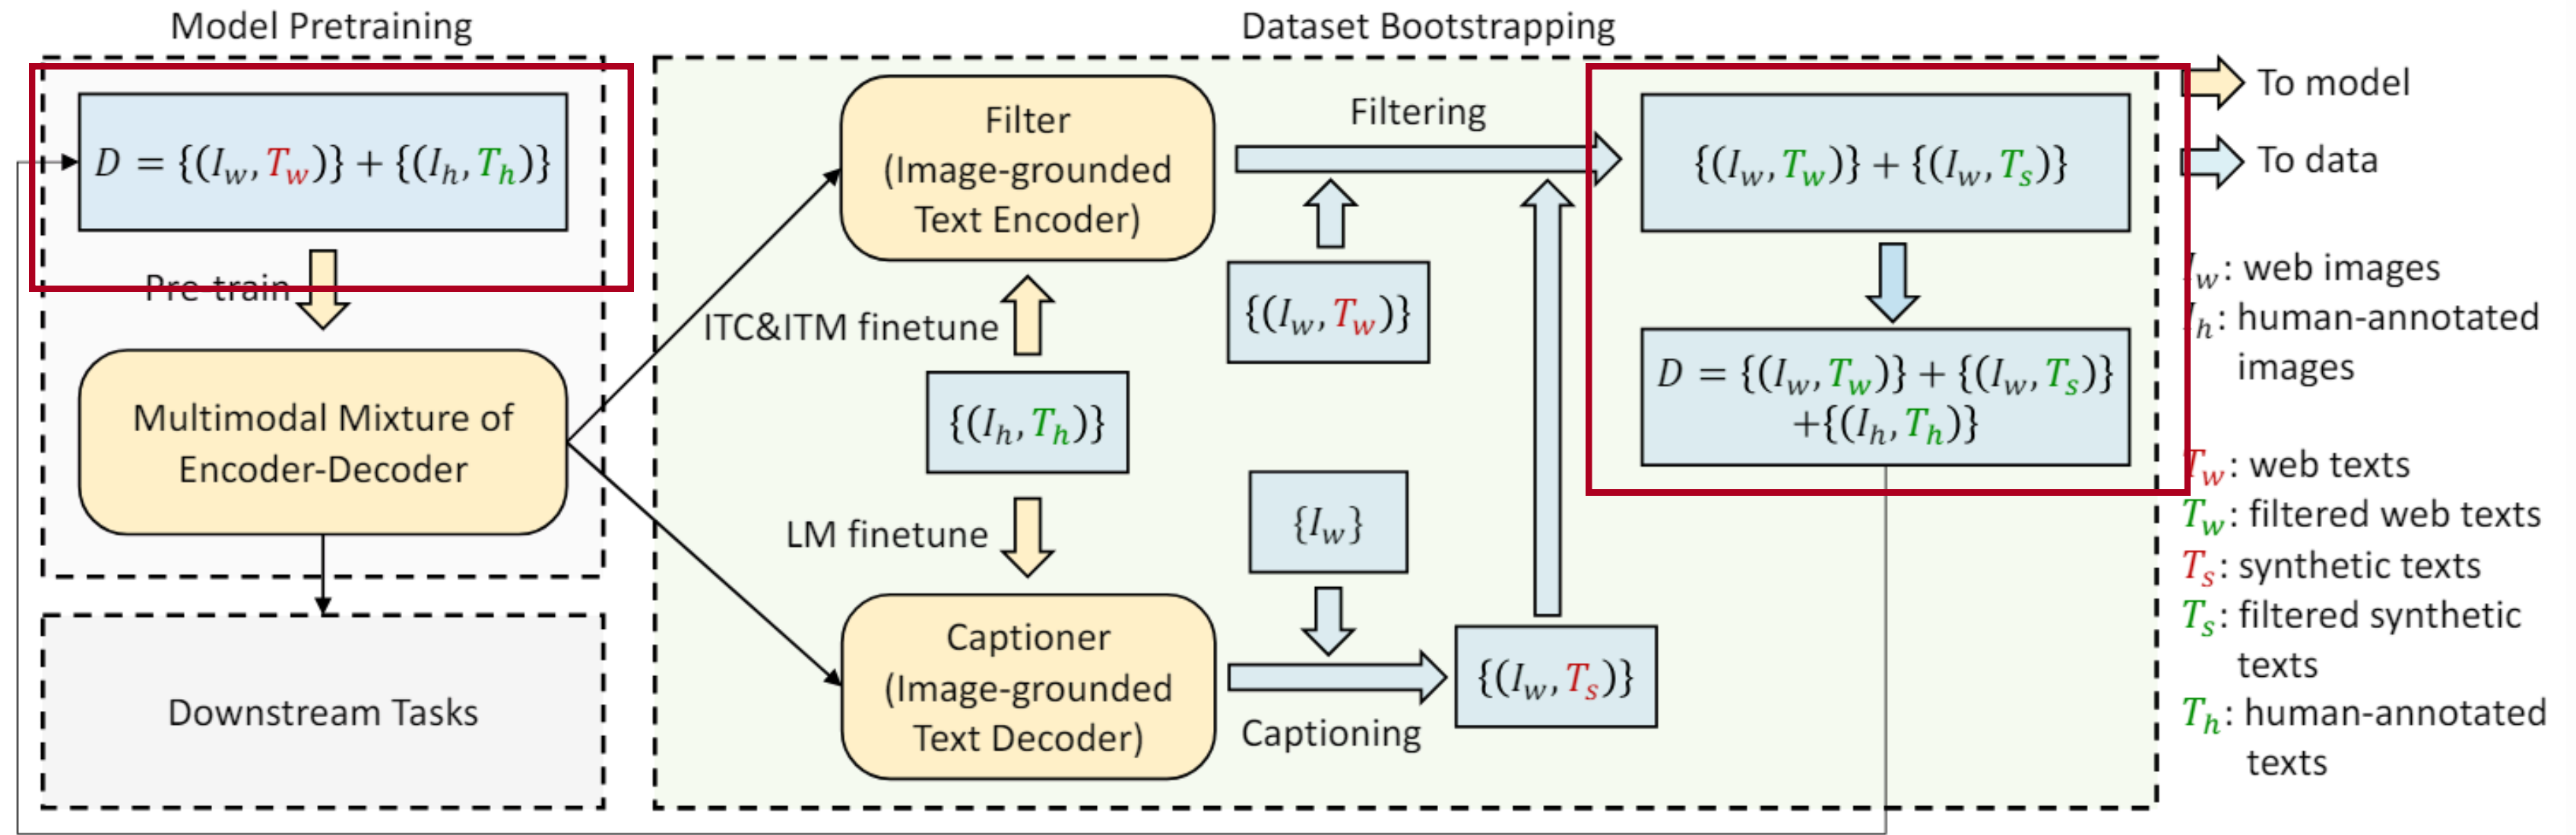 Model Pretraining
D = {(I_w, T_w)} + {(I_h, T_h)}
Pre-train
Multimodal Mixture of
Encoder-Decoder
Downstream Tasks
Dataset Bootstrapping
Filter
(Image-grounded
Text Encoder)
ITC&ITM finetune
{(I_h, T_h)}
LM finetune
Captioner
(Image-grounded
Text Decoder)
Filtering
{(I_w, T_w)}
{I_w}
Captioning
{(I_w, T_s)}
{(I_w, T_w)} + {(I_w, T_s)}
D = {(I_w, T_w)} + {(I_w, T_s)}
+{(I_h, T_h)}
To model
To data
I_w: web images
I_h: human-annotated
images
T_w: web texts
T_w: filtered web texts
T_s: synthetic texts
T_s: filtered synthetic
texts
T_h: human-annotated
texts